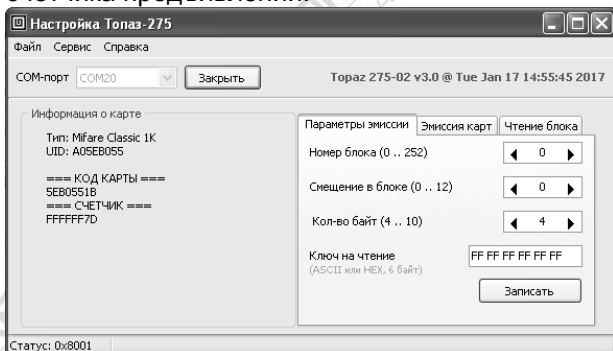 счетчика предъявлений.
Настройка Топаз-275
Файл Сервис Справка
COM-порт COM20 Закрыть Topaz 275-02 v3.0 @ Tue Jan 17 14:55:45 2017
Информация о карте
Тип: Mifare Classic 1K
UID: A05EB055
=== КОД КАРТЫ ===
5EB0551B
=== СЧЕТЧИК ===
FFFFFF7D
Параметры эмиссии Эмиссия карт Чтение блока
Номер блока (0 .. 252) 0
Смещение в блоке (0 .. 12) 0
Кол-во байт (4 .. 10) 4
Ключ на чтение FF FF FF FF FF FF
(ASCII или HEX, 6 байт)
Записать
Статус: 0x8001